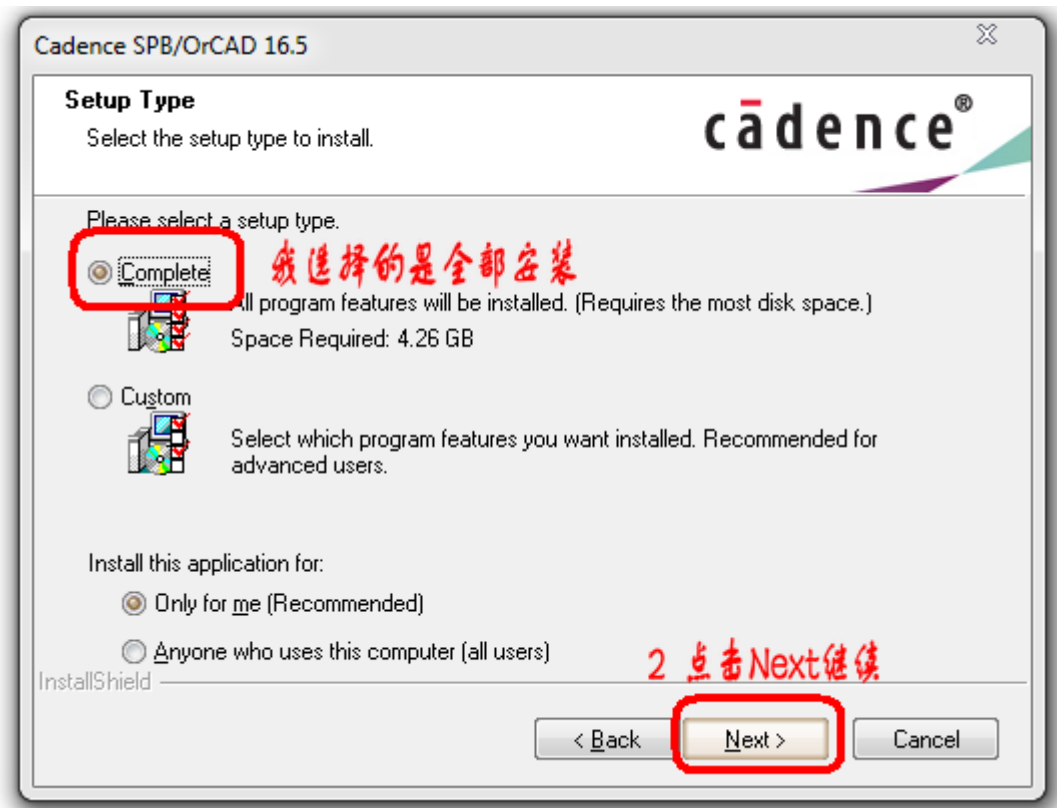 Cadence SPB/OrCAD 16.5
Setup Type
Select the setup type to install.
cādence®
Please select a setup type.
Complete
我选择的是全部安装
All program features will be installed. (Requires the most disk space.)
Space Required: 4.26 GB
Custom
Select which program features you want installed. Recommended for
advanced users.
Install this application for:
Only for me (Recommended)
Anyone who uses this computer (all users)
2 点击Next继续
InstallShield
< Back
Next >
Cancel